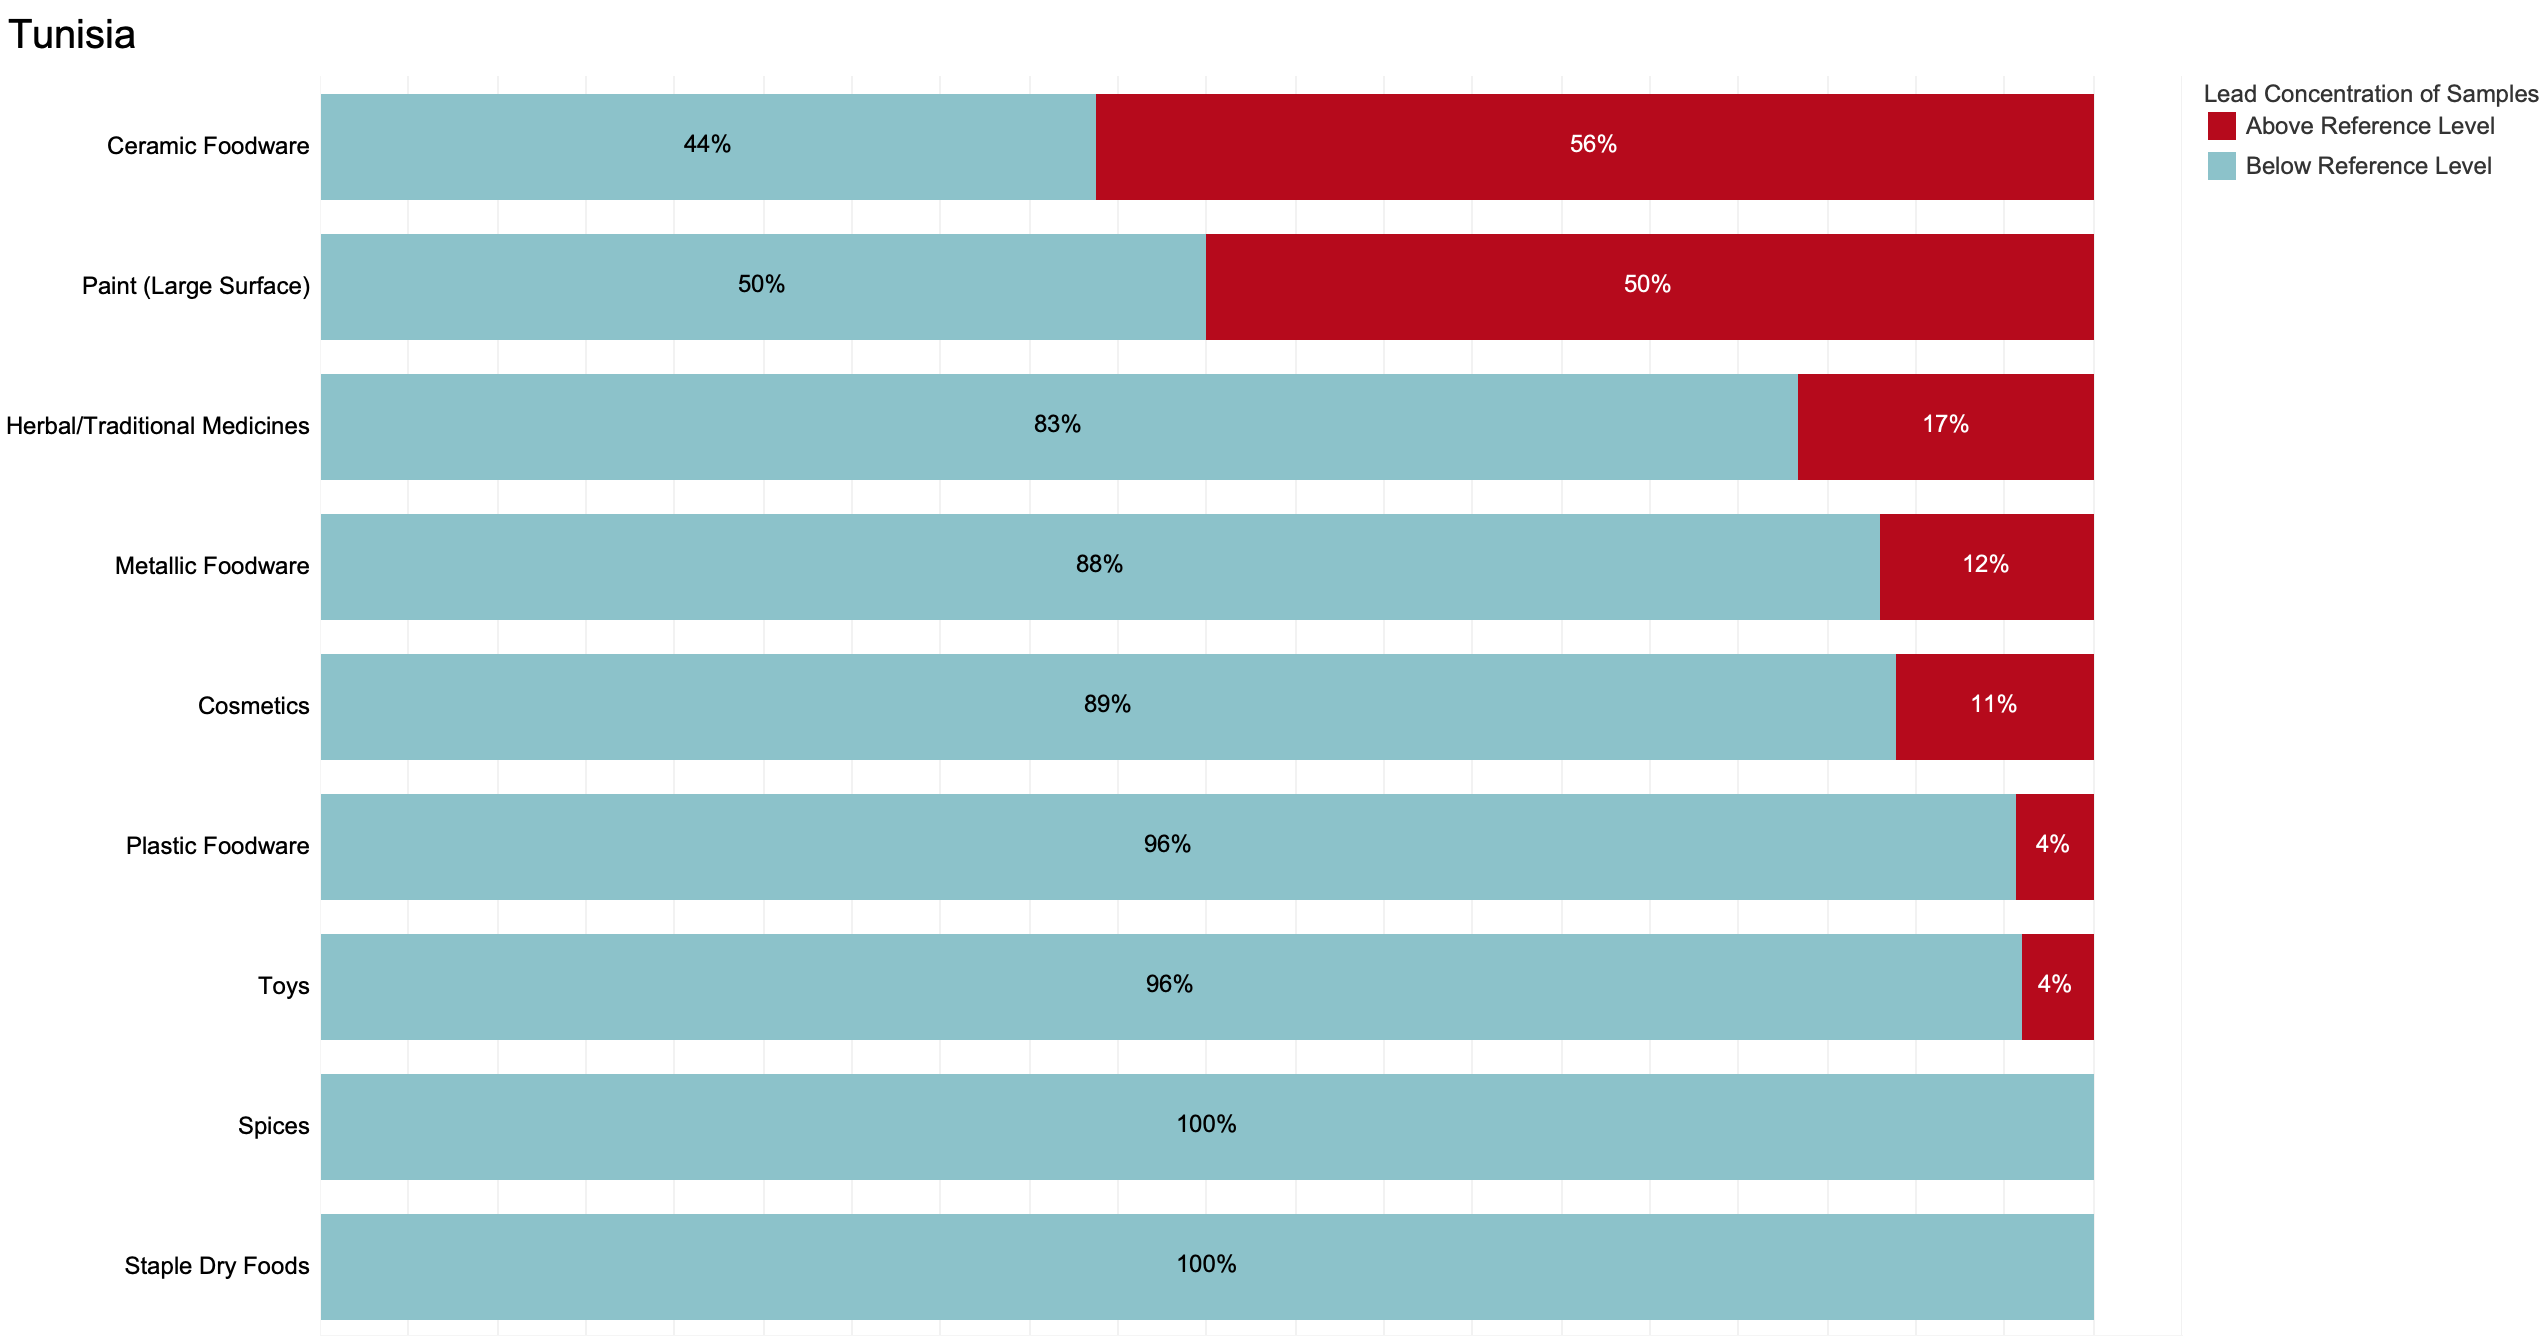 Tunisia
Lead Concentration of Samples
Above Reference Level
Below Reference Level
Ceramic Foodware 44% 56%
Paint (Large Surface) 50% 50%
Herbal/Traditional Medicines 83% 17%
Metallic Foodware 88% 12%
Cosmetics 89% 11%
Plastic Foodware 96% 4%
Toys 96% 4%
Spices 100%
Staple Dry Foods 100%